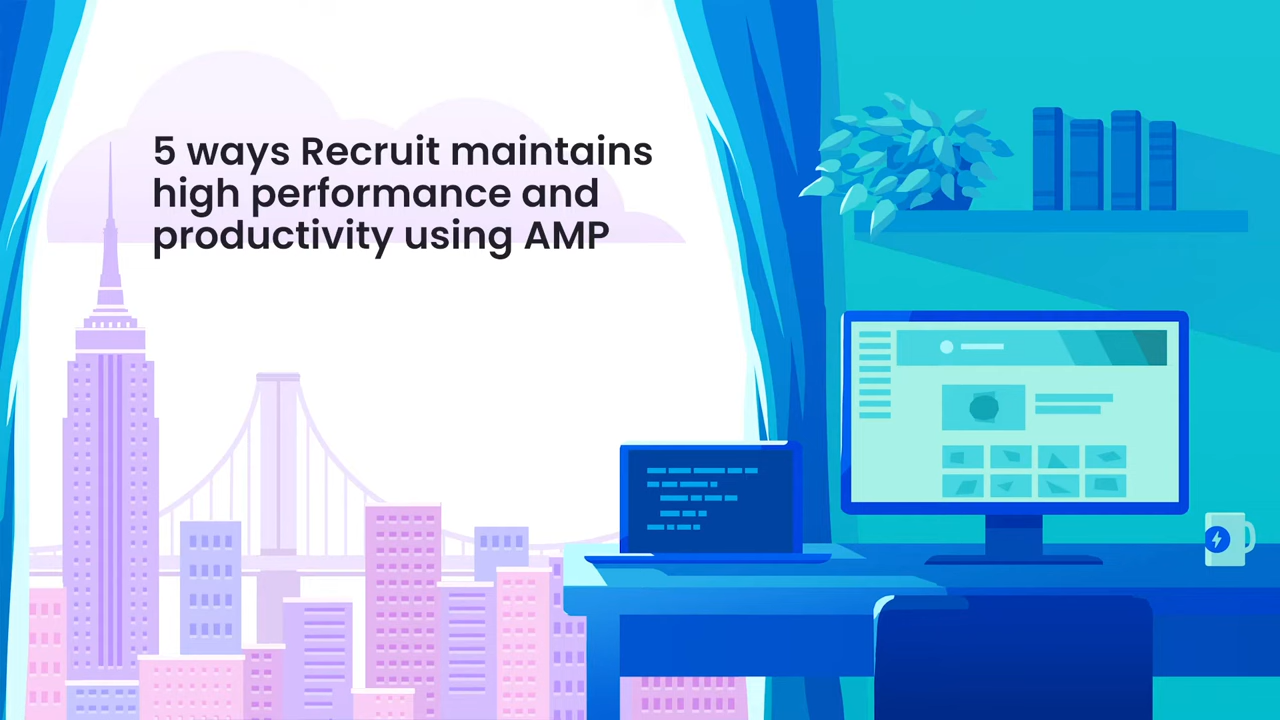 5 ways Recruit maintains
high performance and
productivity using AMP